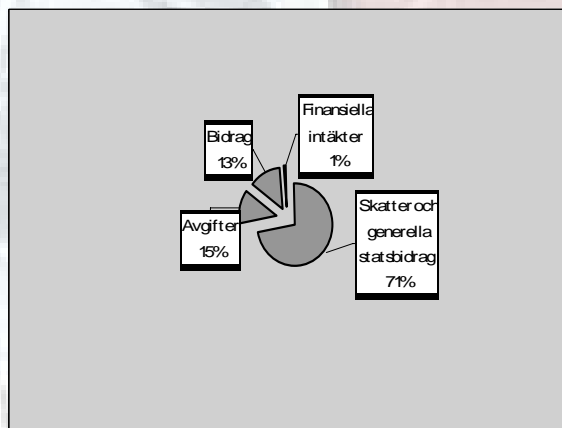 Finansiella
intäkter
1%
Bidrag
13%
Skatter och
generella
statsbidrag
71%
Avgifter
15%